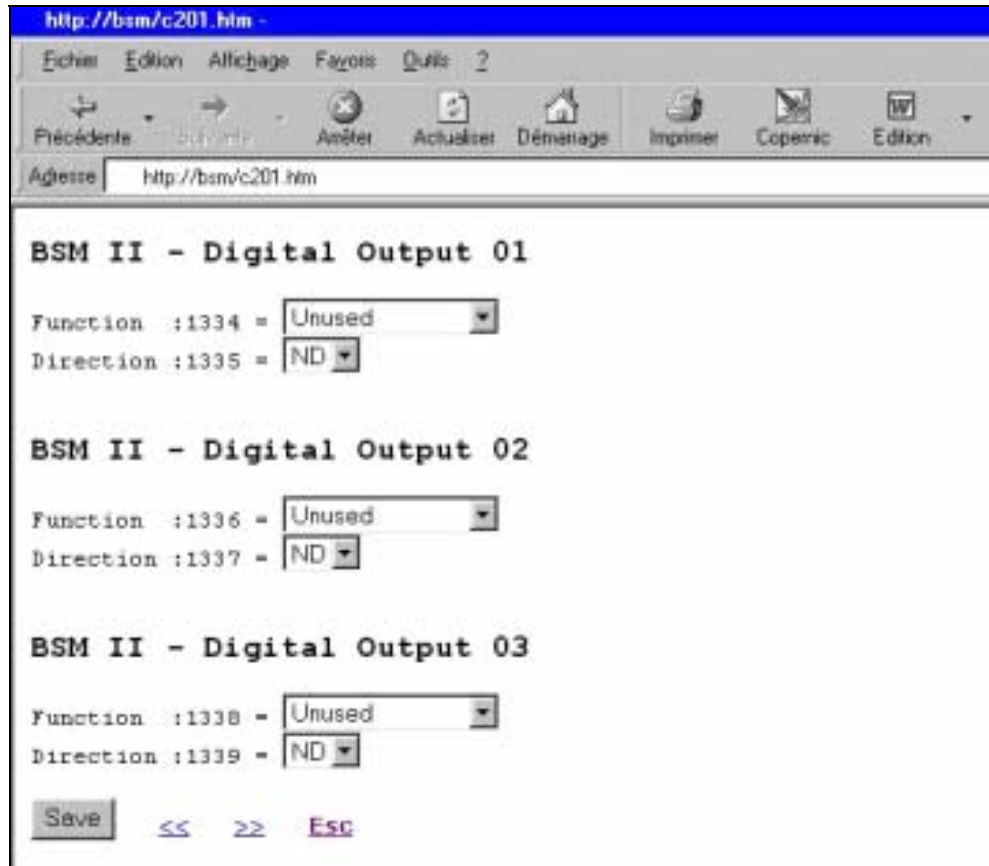 http://bsm/c201.htm -
Fichier Edition Affichage Favoris Outils ?
Précédente Suivante Arrêter Actualiser Démarrage Imprimer Copernic Edition
Adresse http://bsm/c201.htm
BSM II - Digital Output 01
Function :1334 = Unused
Direction :1335 = ND
BSM II - Digital Output 02
Function :1336 = Unused
Direction :1337 = ND
BSM II - Digital Output 03
Function :1338 = Unused
Direction :1339 = ND
Save << >> Esc